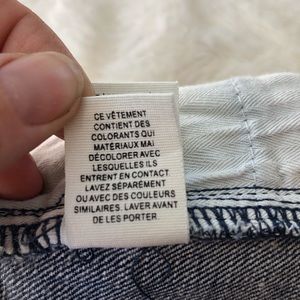 CE VÊTEMENT
CONTIENT DES
COLORANTS QUI
MATÉRIAUX MAI
DÉCOLORER AVEC
LESQUELLES ILS
ENTRENT EN CONTACT
LAVEZ SÉPARÉMENT
OU AVEC DES COULEURS
SIMILAIRES. LAVER AVANT
DE LES PORTER.